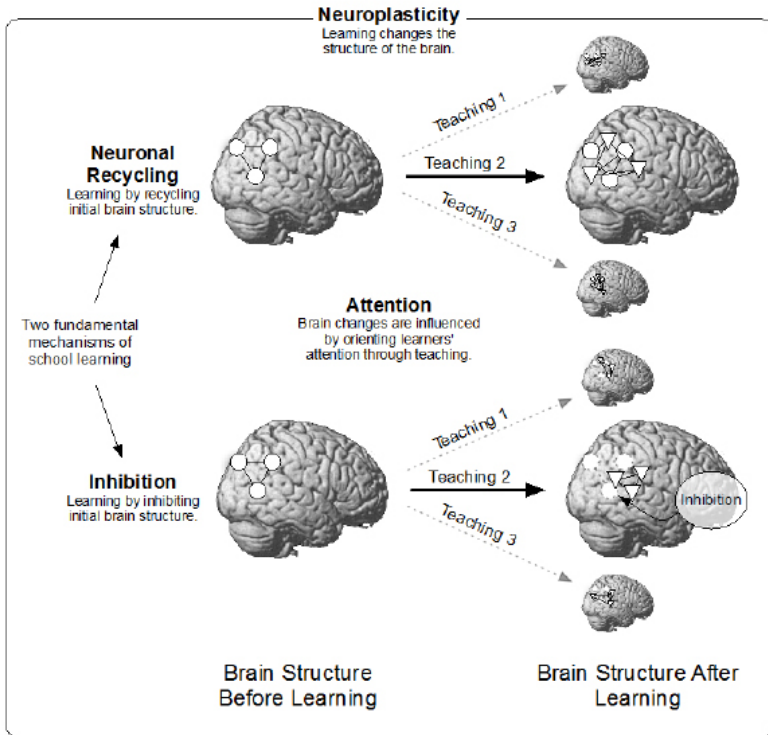 Neuroplasticity
Learning changes the
structure of the brain.
Neuronal
Recycling
Learning by recycling
initial brain structure.
Teaching 1
Teaching 2
Teaching 3
Two fundamental
mechanisms of
school learning
Attention
Brain changes are influenced
by orienting learners'
attention through teaching.
Inhibition
Learning by inhibiting
initial brain structure.
Teaching 1
Teaching 2
Teaching 3
Inhibition
Brain Structure
Before Learning
Brain Structure After
Learning